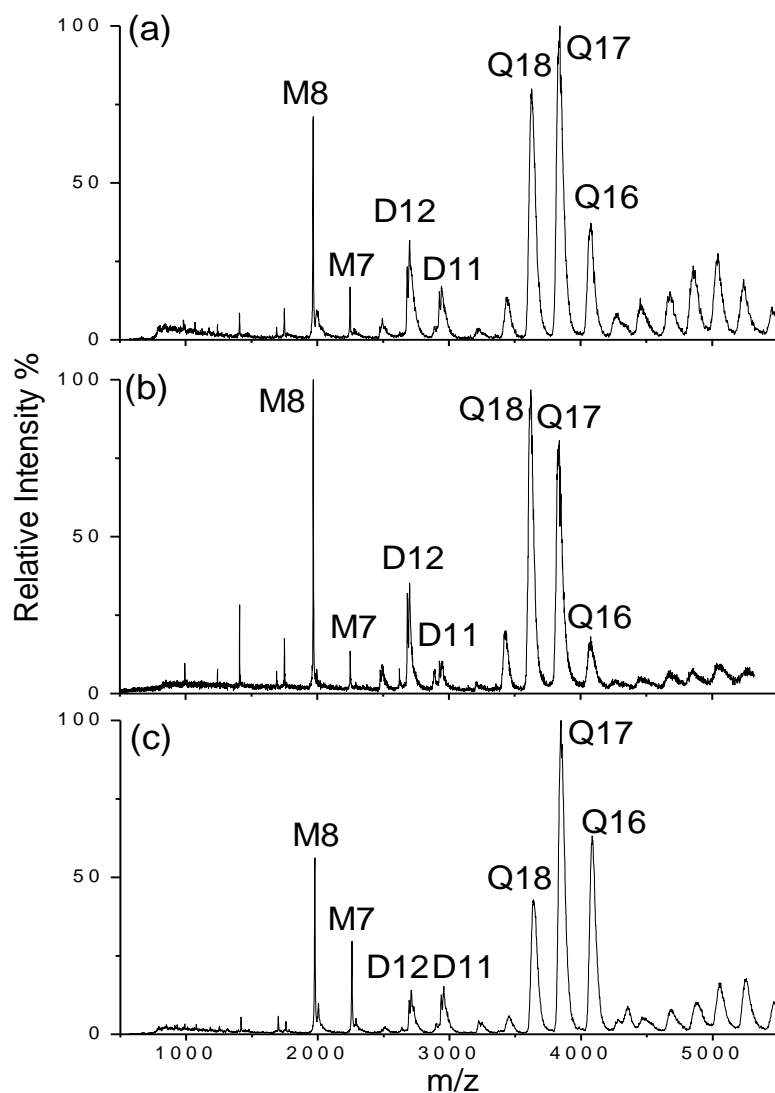 (a)
100
50
0
M8
M7
D12
D11
Q18
Q17
Q16
(b)
100
50
0
M8
M7
D12
D11
Q18
Q17
Q16
(c)
100
50
0
M8
M7
D12
D11
Q18
Q17
Q16
1000 2000 3000 4000 5000
m/z
Relative Intensity %